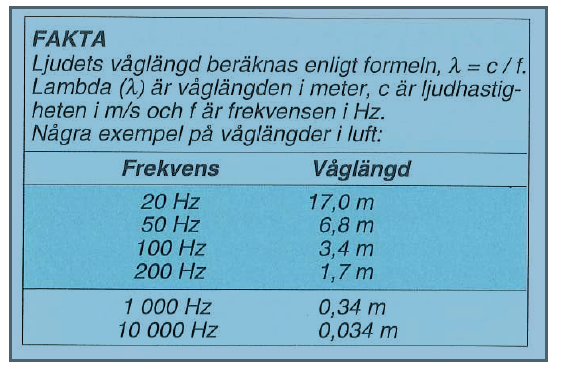 FAKTA
Ljudets våglängd beräknas enligt formeln, λ = c / f.
Lambda (λ) är våglängden i meter, c är ljudhastig-
heten i m/s och f är frekvensen i Hz.
Några exempel på våglängder i luft:
Frekvens Våglängd
20 Hz 17,0 m
50 Hz 6,8 m
100 Hz 3,4 m
200 Hz 1,7 m
1 000 Hz 0,34 m
10 000 Hz 0,034 m